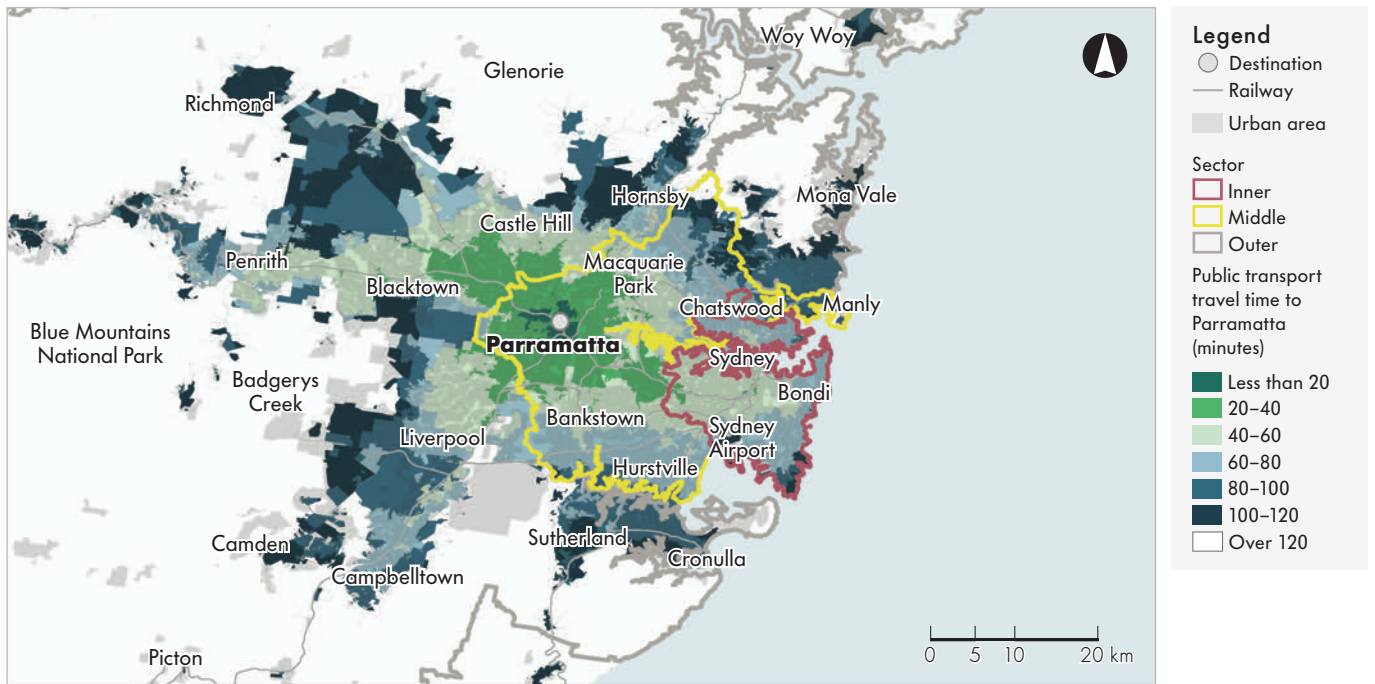 Woy Woy
Glenorie
Richmond
Hornsby
Mona Vale
Castle Hill
Penrith
Macquarie
Park
Blacktown
Chatswood
Manly
Blue Mountains
National Park
Parramatta
Sydney
Badgerys
Creek
Bondi
Bankstown
Liverpool
Sydney
Airport
Hurstville
Camden
Sutherland
Cronulla
Campbelltown
Picton
0 5 10 20 km
Legend
Destination
Railway
Urban area
Sector
Inner
Middle
Outer
Public transport
travel time to
Parramatta
(minutes)
Less than 20
20–40
40–60
60–80
80–100
100–120
Over 120